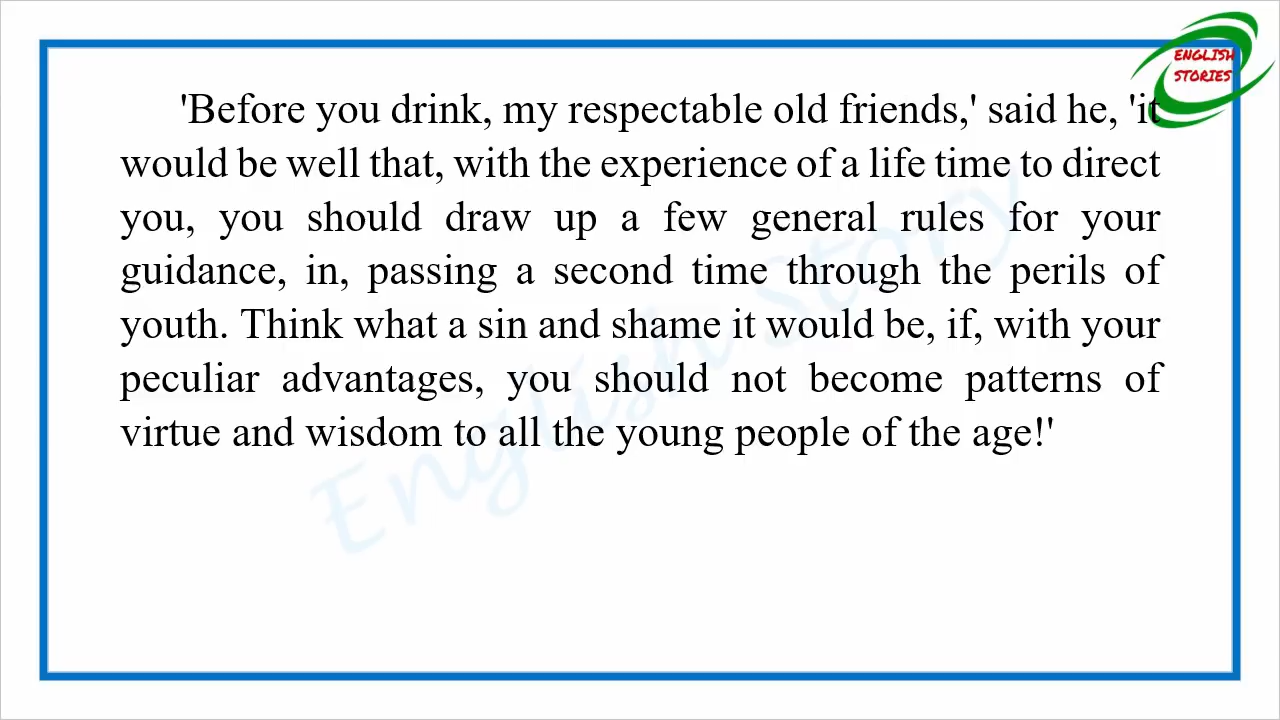 ENGLISH
STORIES
'Before you drink, my respectable old friends,' said he, 'it
would be well that, with the experience of a life time to direct
you, you should draw up a few general rules for your
guidance, in, passing a second time through the perils of
youth. Think what a sin and shame it would be, if, with your
peculiar advantages, you should not become patterns of
virtue and wisdom to all the young people of the age!'
English Story